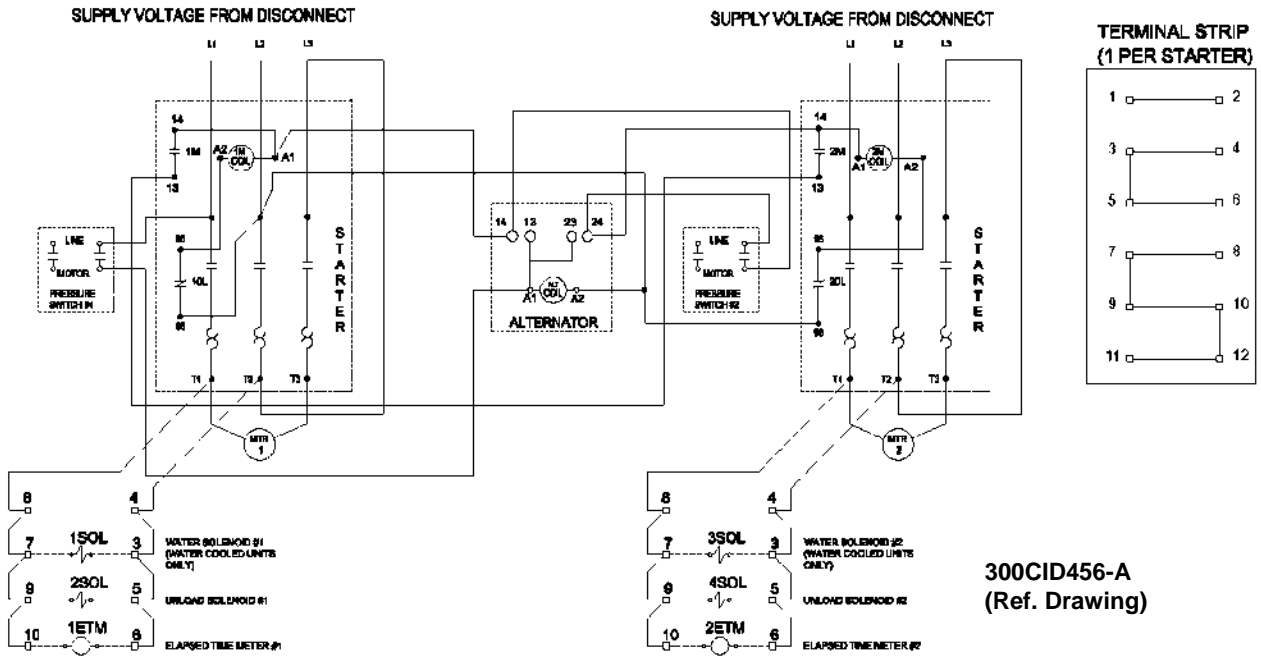 SUPPLY VOLTAGE FROM DISCONNECT
L1 L2 L3
14
1M
13
A2
1M COIL
A1
LINE
MOTOR
PRESSURE SWITCH #1
STARTER
T1 T2 T3
MTR 1
14 13 23 24
A1
ALT COIL
A2
ALTERNATOR
SUPPLY VOLTAGE FROM DISCONNECT
L1 L2 L3
14
2M
13
A1
2M COIL
A2
LINE
MOTOR
PRESSURE SWITCH #2
STARTER
T1 T2 T3
MTR 2
TERMINAL STRIP
(1 PER STARTER)
1 2
3 4
5 6
7 8
9 10
11 12
8 4
7 1SOL 3
WATER SOLENOID #1
(WATER COOLED UNITS
ONLY)
9 2SOL 5
UNLOAD SOLENOID #1
10 1ETM 6
ELAPSED TIME METER #1
8 4
7 3SOL 3
WATER SOLENOID #2
(WATER COOLED UNITS
ONLY)
9 4SOL 5
UNLOAD SOLENOID #2
10 2ETM 6
ELAPSED TIME METER #2
300CID456-A
(Ref. Drawing)